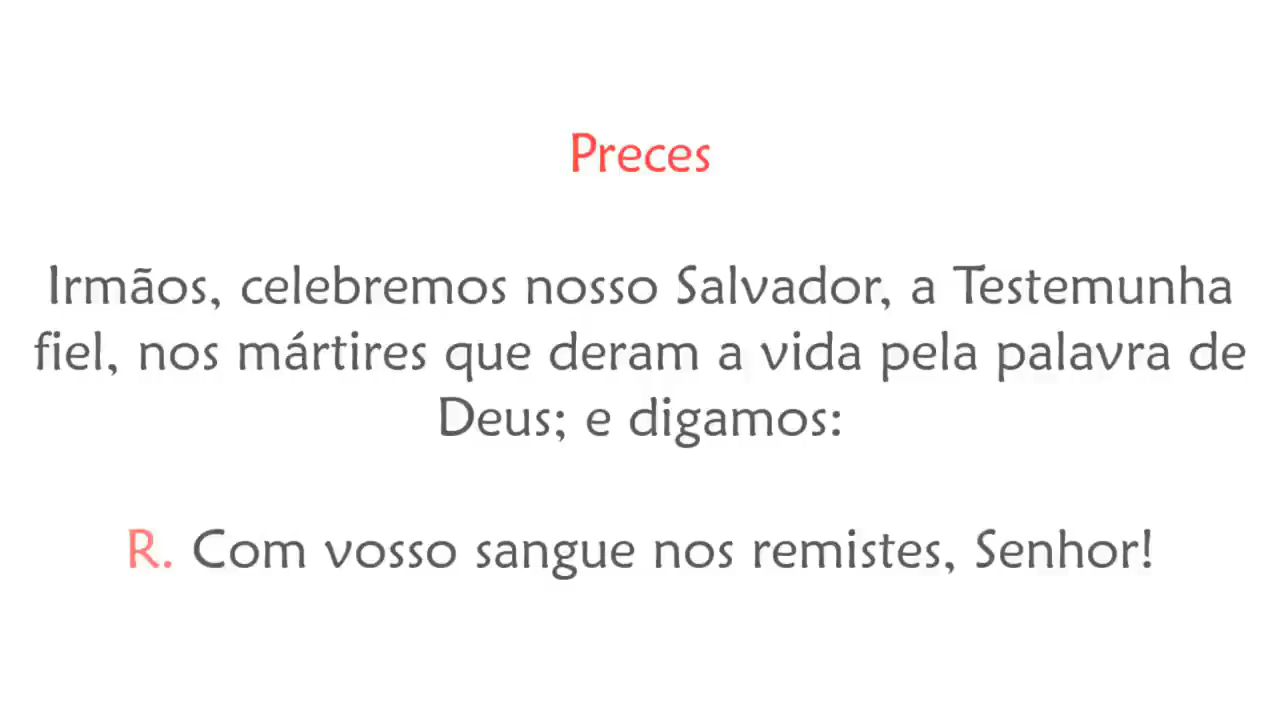 Preces
Irmãos, celebremos nosso Salvador, a Testemunha
fiel, nos mártires que deram a vida pela palavra de
Deus; e digamos:
R. Com vosso sangue nos remistes, Senhor!